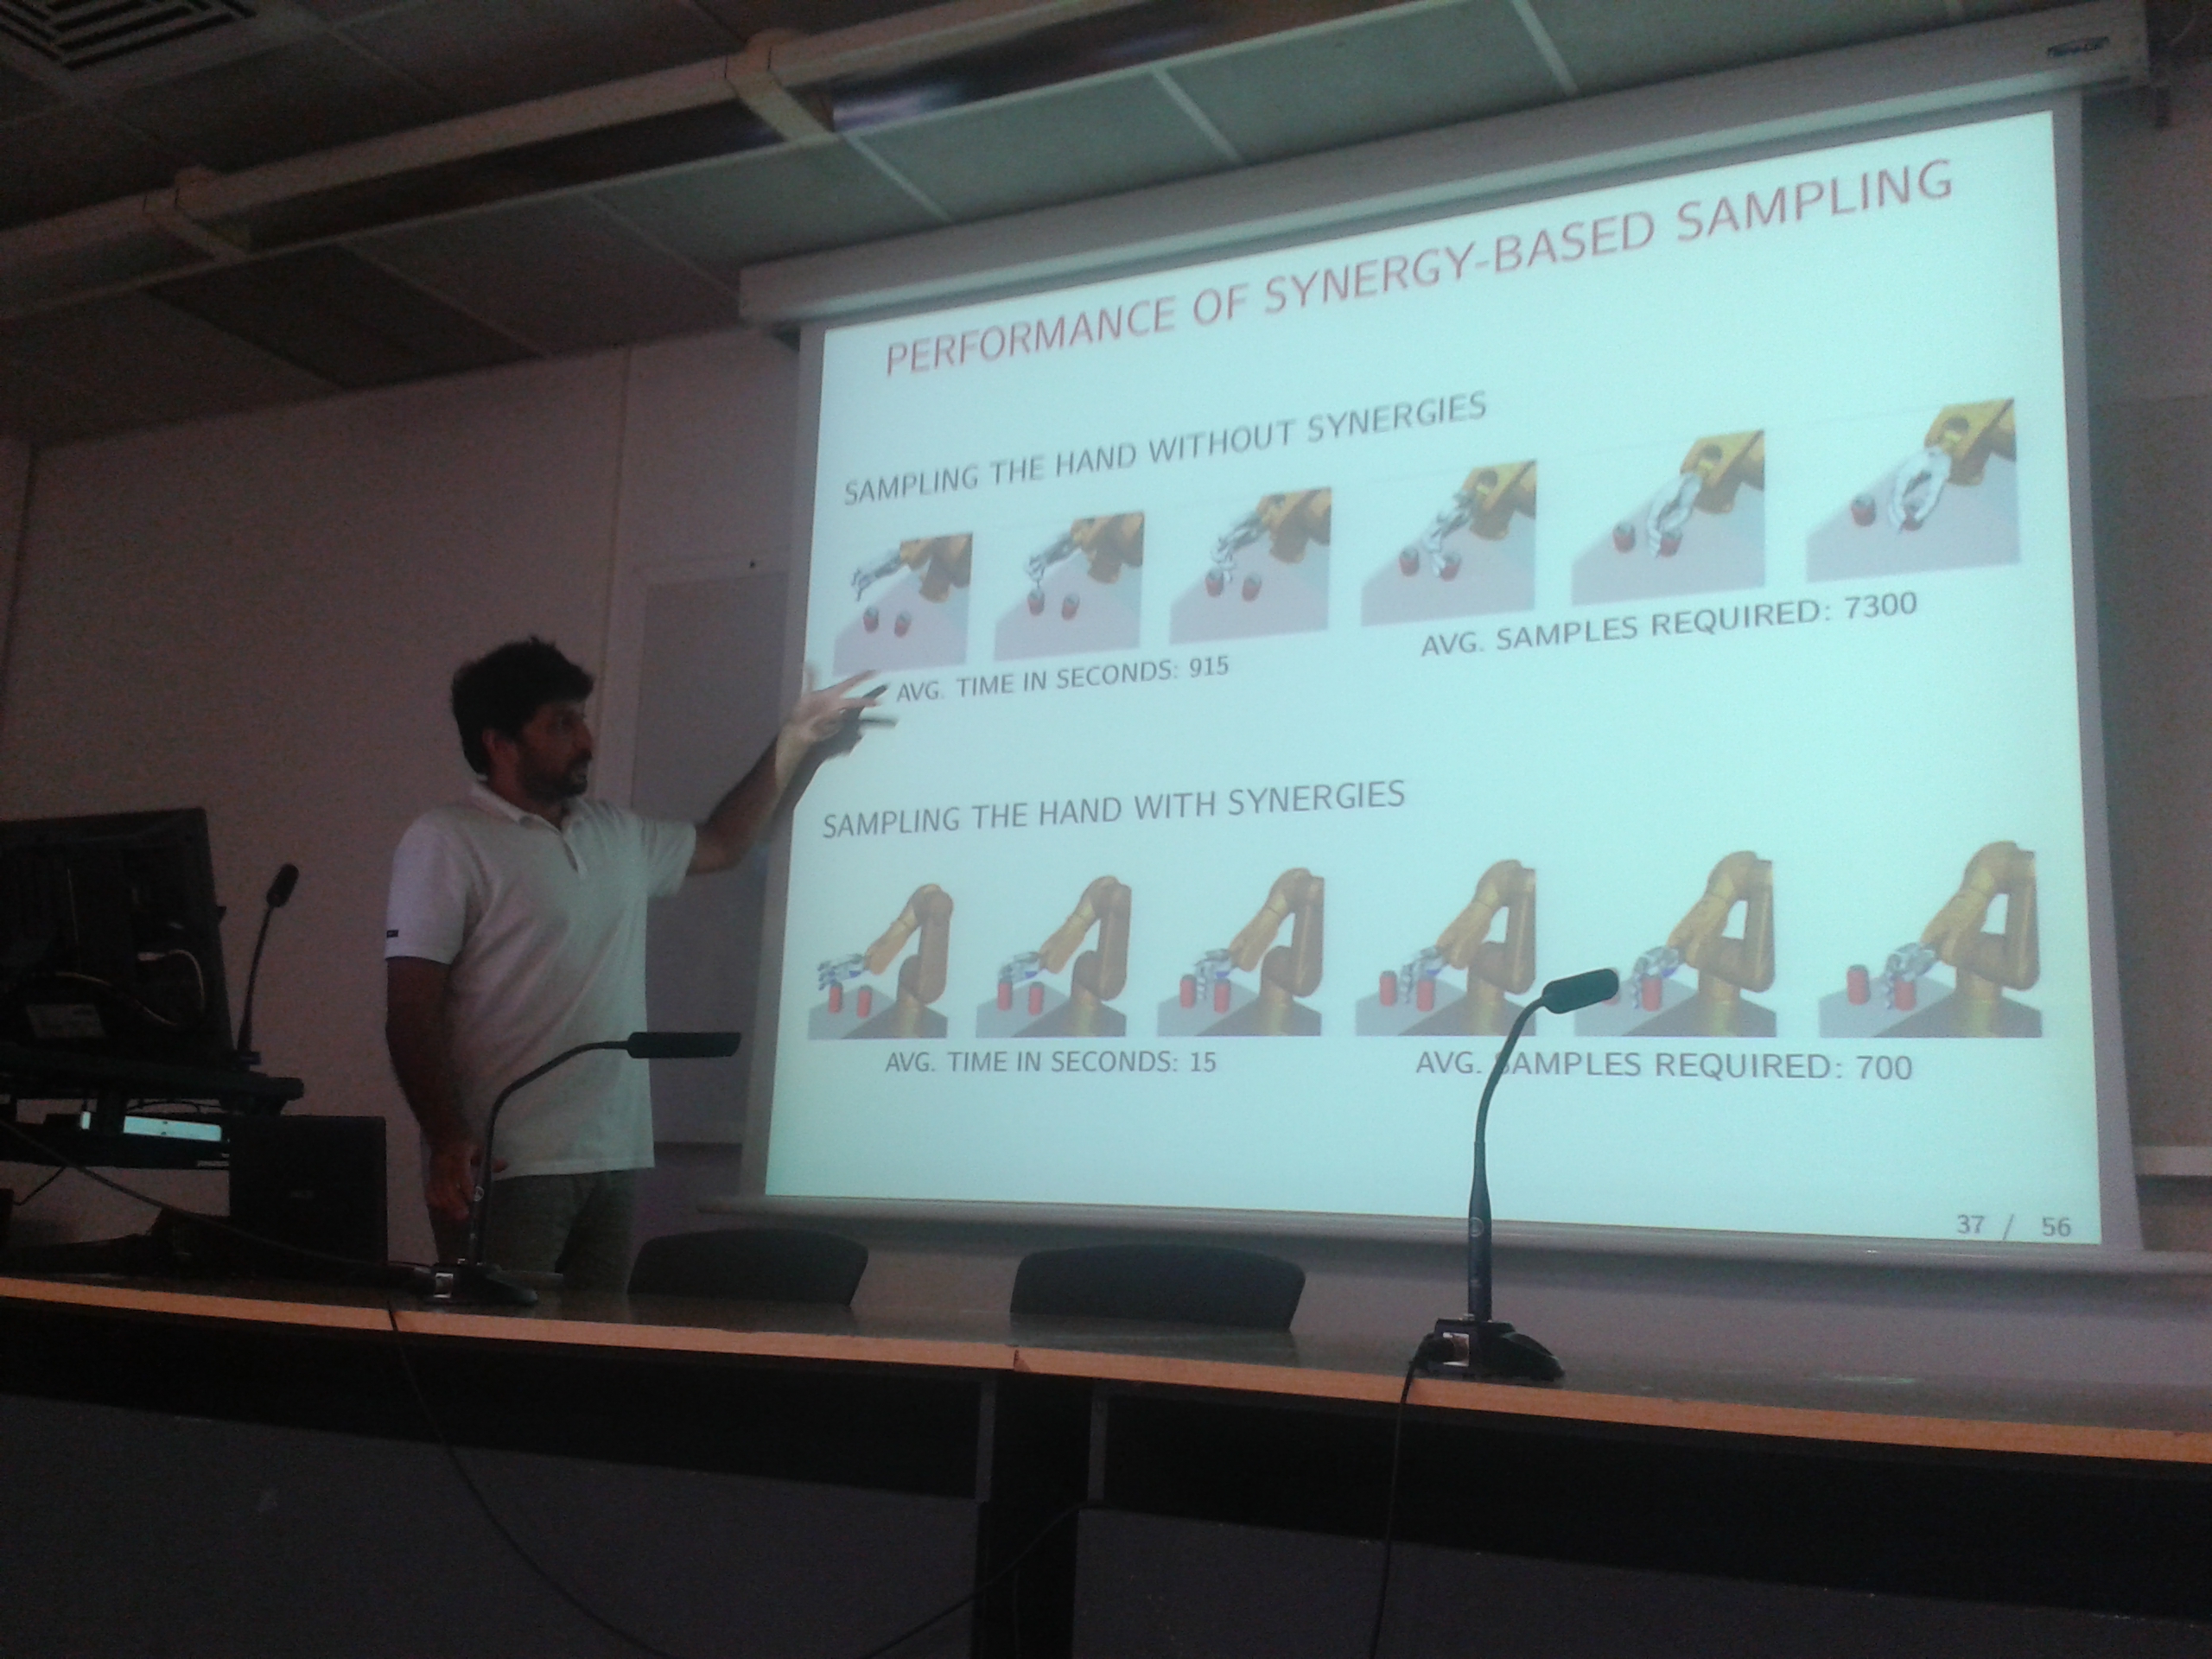 PERFORMANCE OF SYNERGY-BASED SAMPLING
SAMPLING THE HAND WITHOUT SYNERGIES
AVG. TIME IN SECONDS: 915
AVG. SAMPLES REQUIRED: 7300
SAMPLING THE HAND WITH SYNERGIES
AVG. TIME IN SECONDS: 15
AVG. SAMPLES REQUIRED: 700
37 / 56